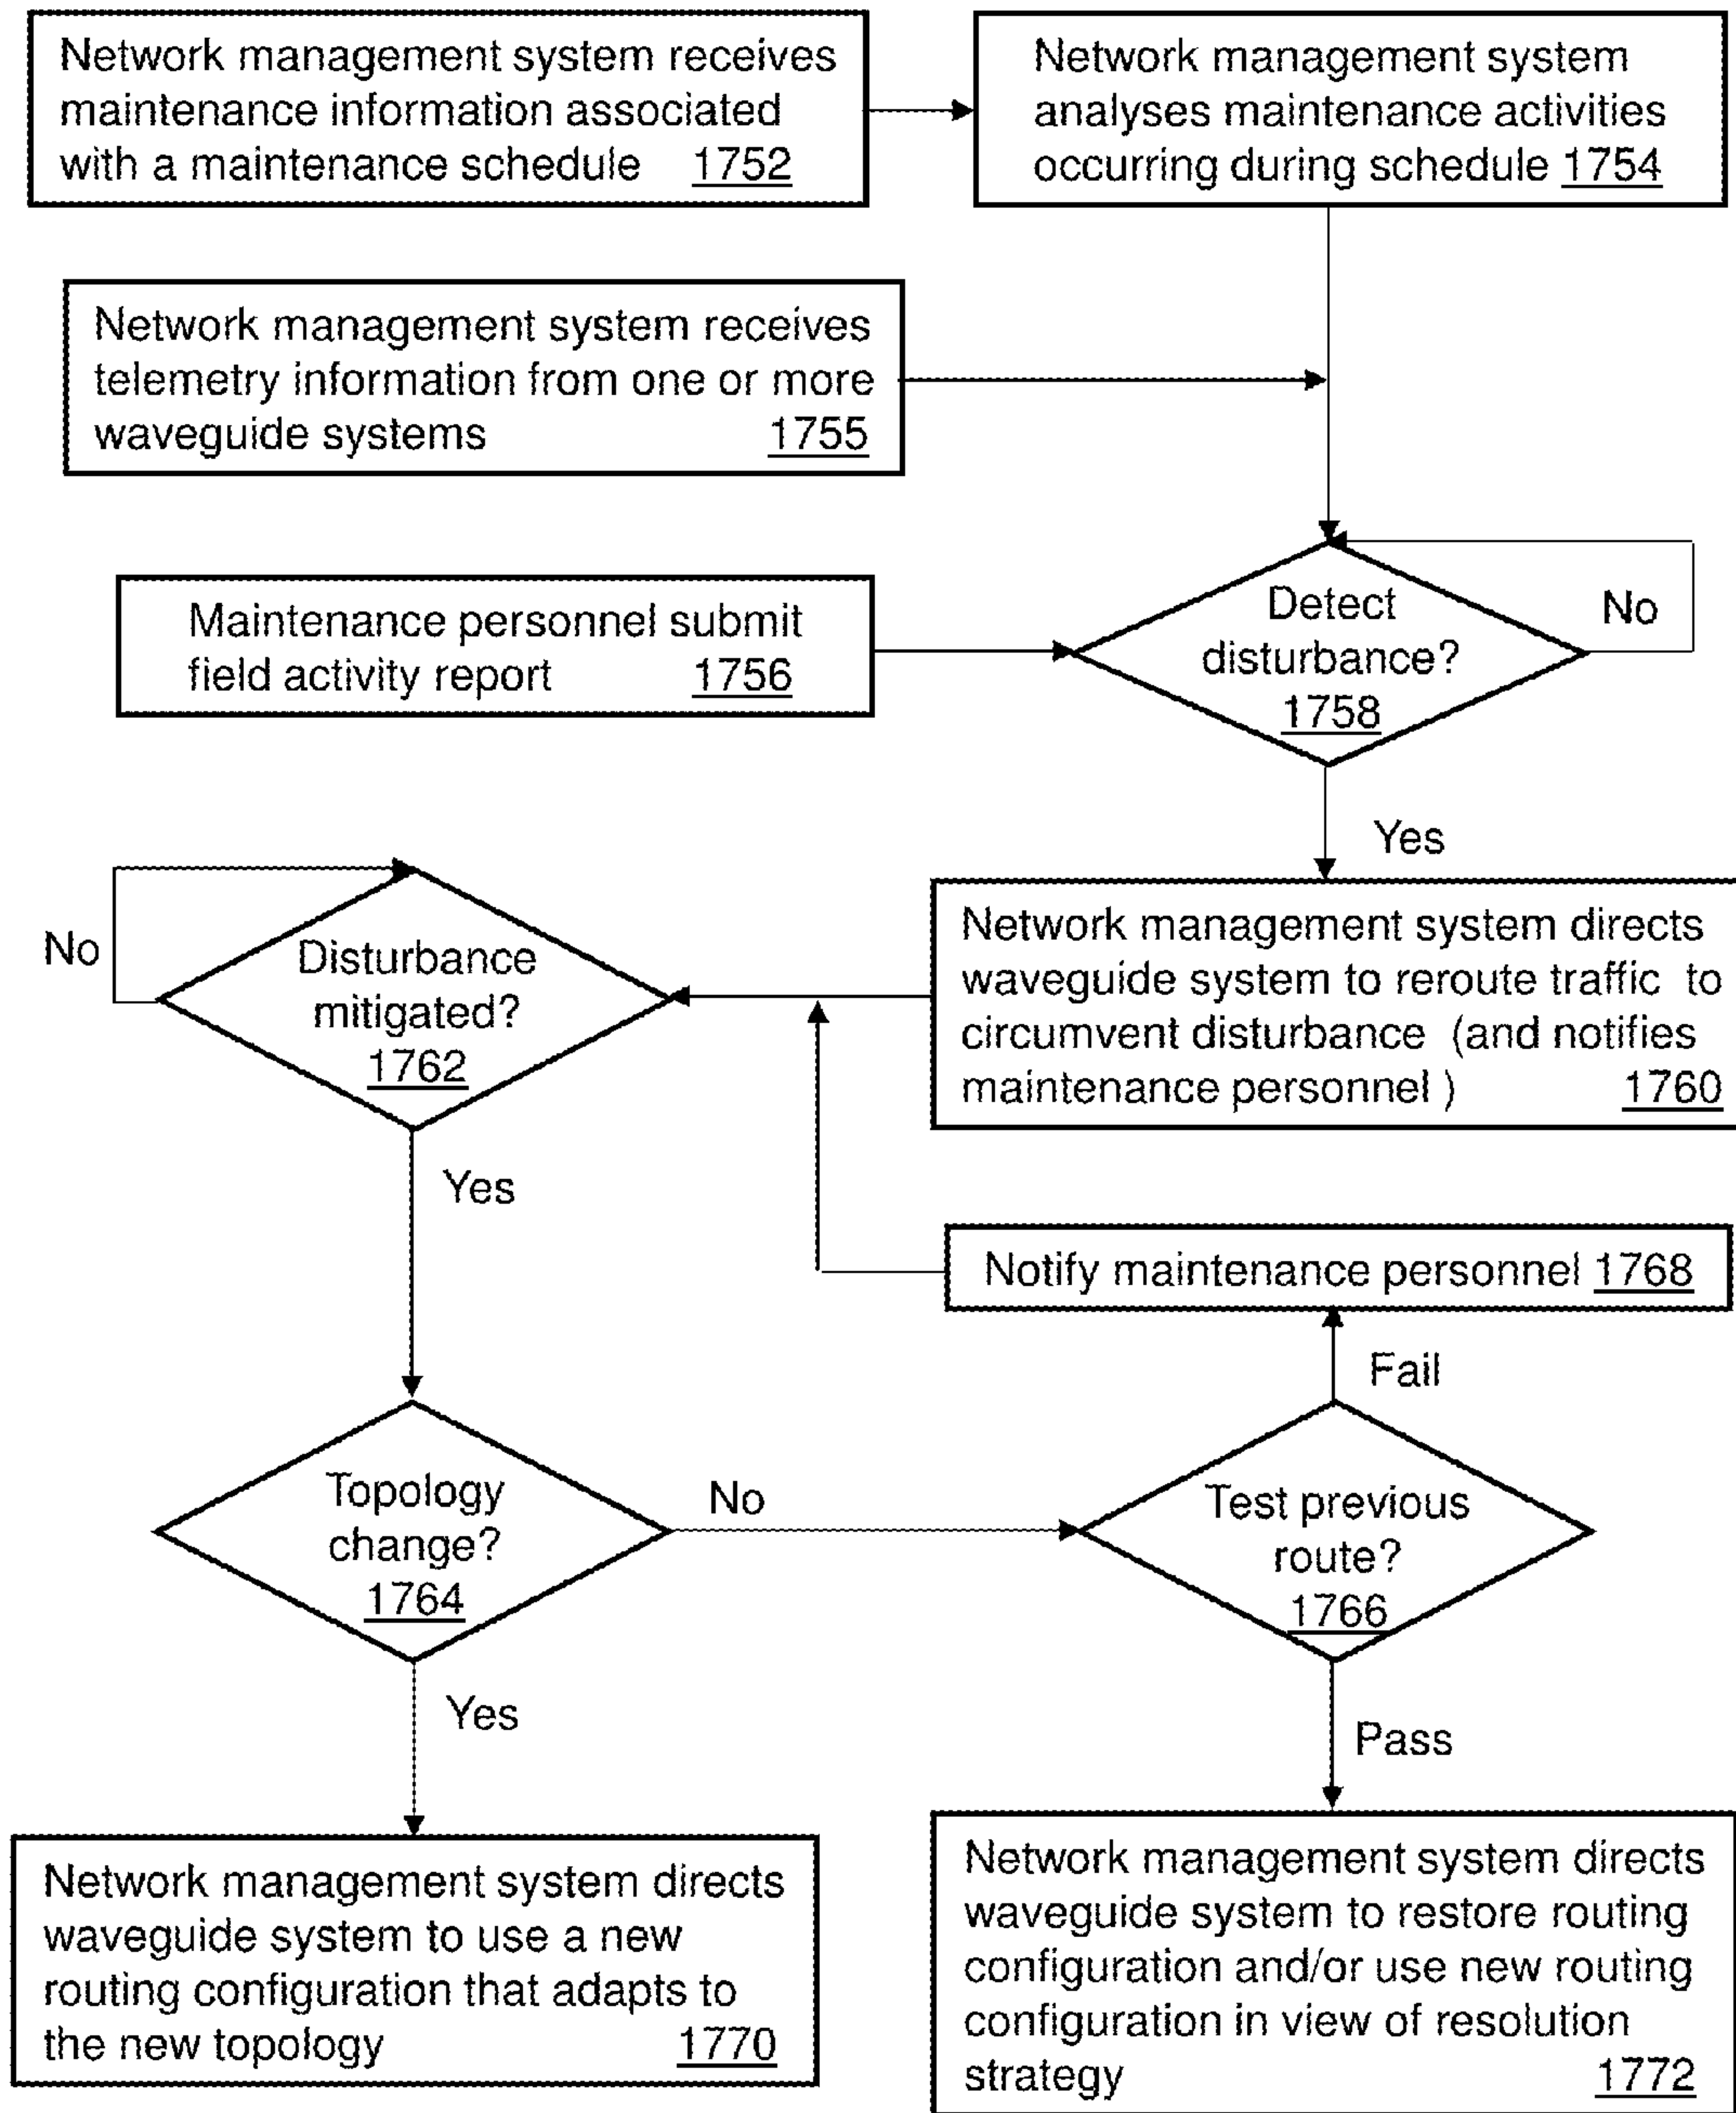 Network management system receives
maintenance information associated
with a maintenance schedule 1752
Network management system
analyses maintenance activities
occurring during schedule 1754
Network management system receives
telemetry information from one or more
waveguide systems 1755
Maintenance personnel submit
field activity report 1756
Detect
disturbance?
1758
No
Yes
Network management system directs
waveguide system to reroute traffic to
circumvent disturbance (and notifies
maintenance personnel ) 1760
No
Disturbance
mitigated?
1762
Yes
Notify maintenance personnel 1768
Fail
Topology
change?
1764
No
Test previous
route?
1766
Yes
Pass
Network management system directs
waveguide system to use a new
routing configuration that adapts to
the new topology 1770
Network management system directs
waveguide system to restore routing
configuration and/or use new routing
configuration in view of resolution
strategy 1772